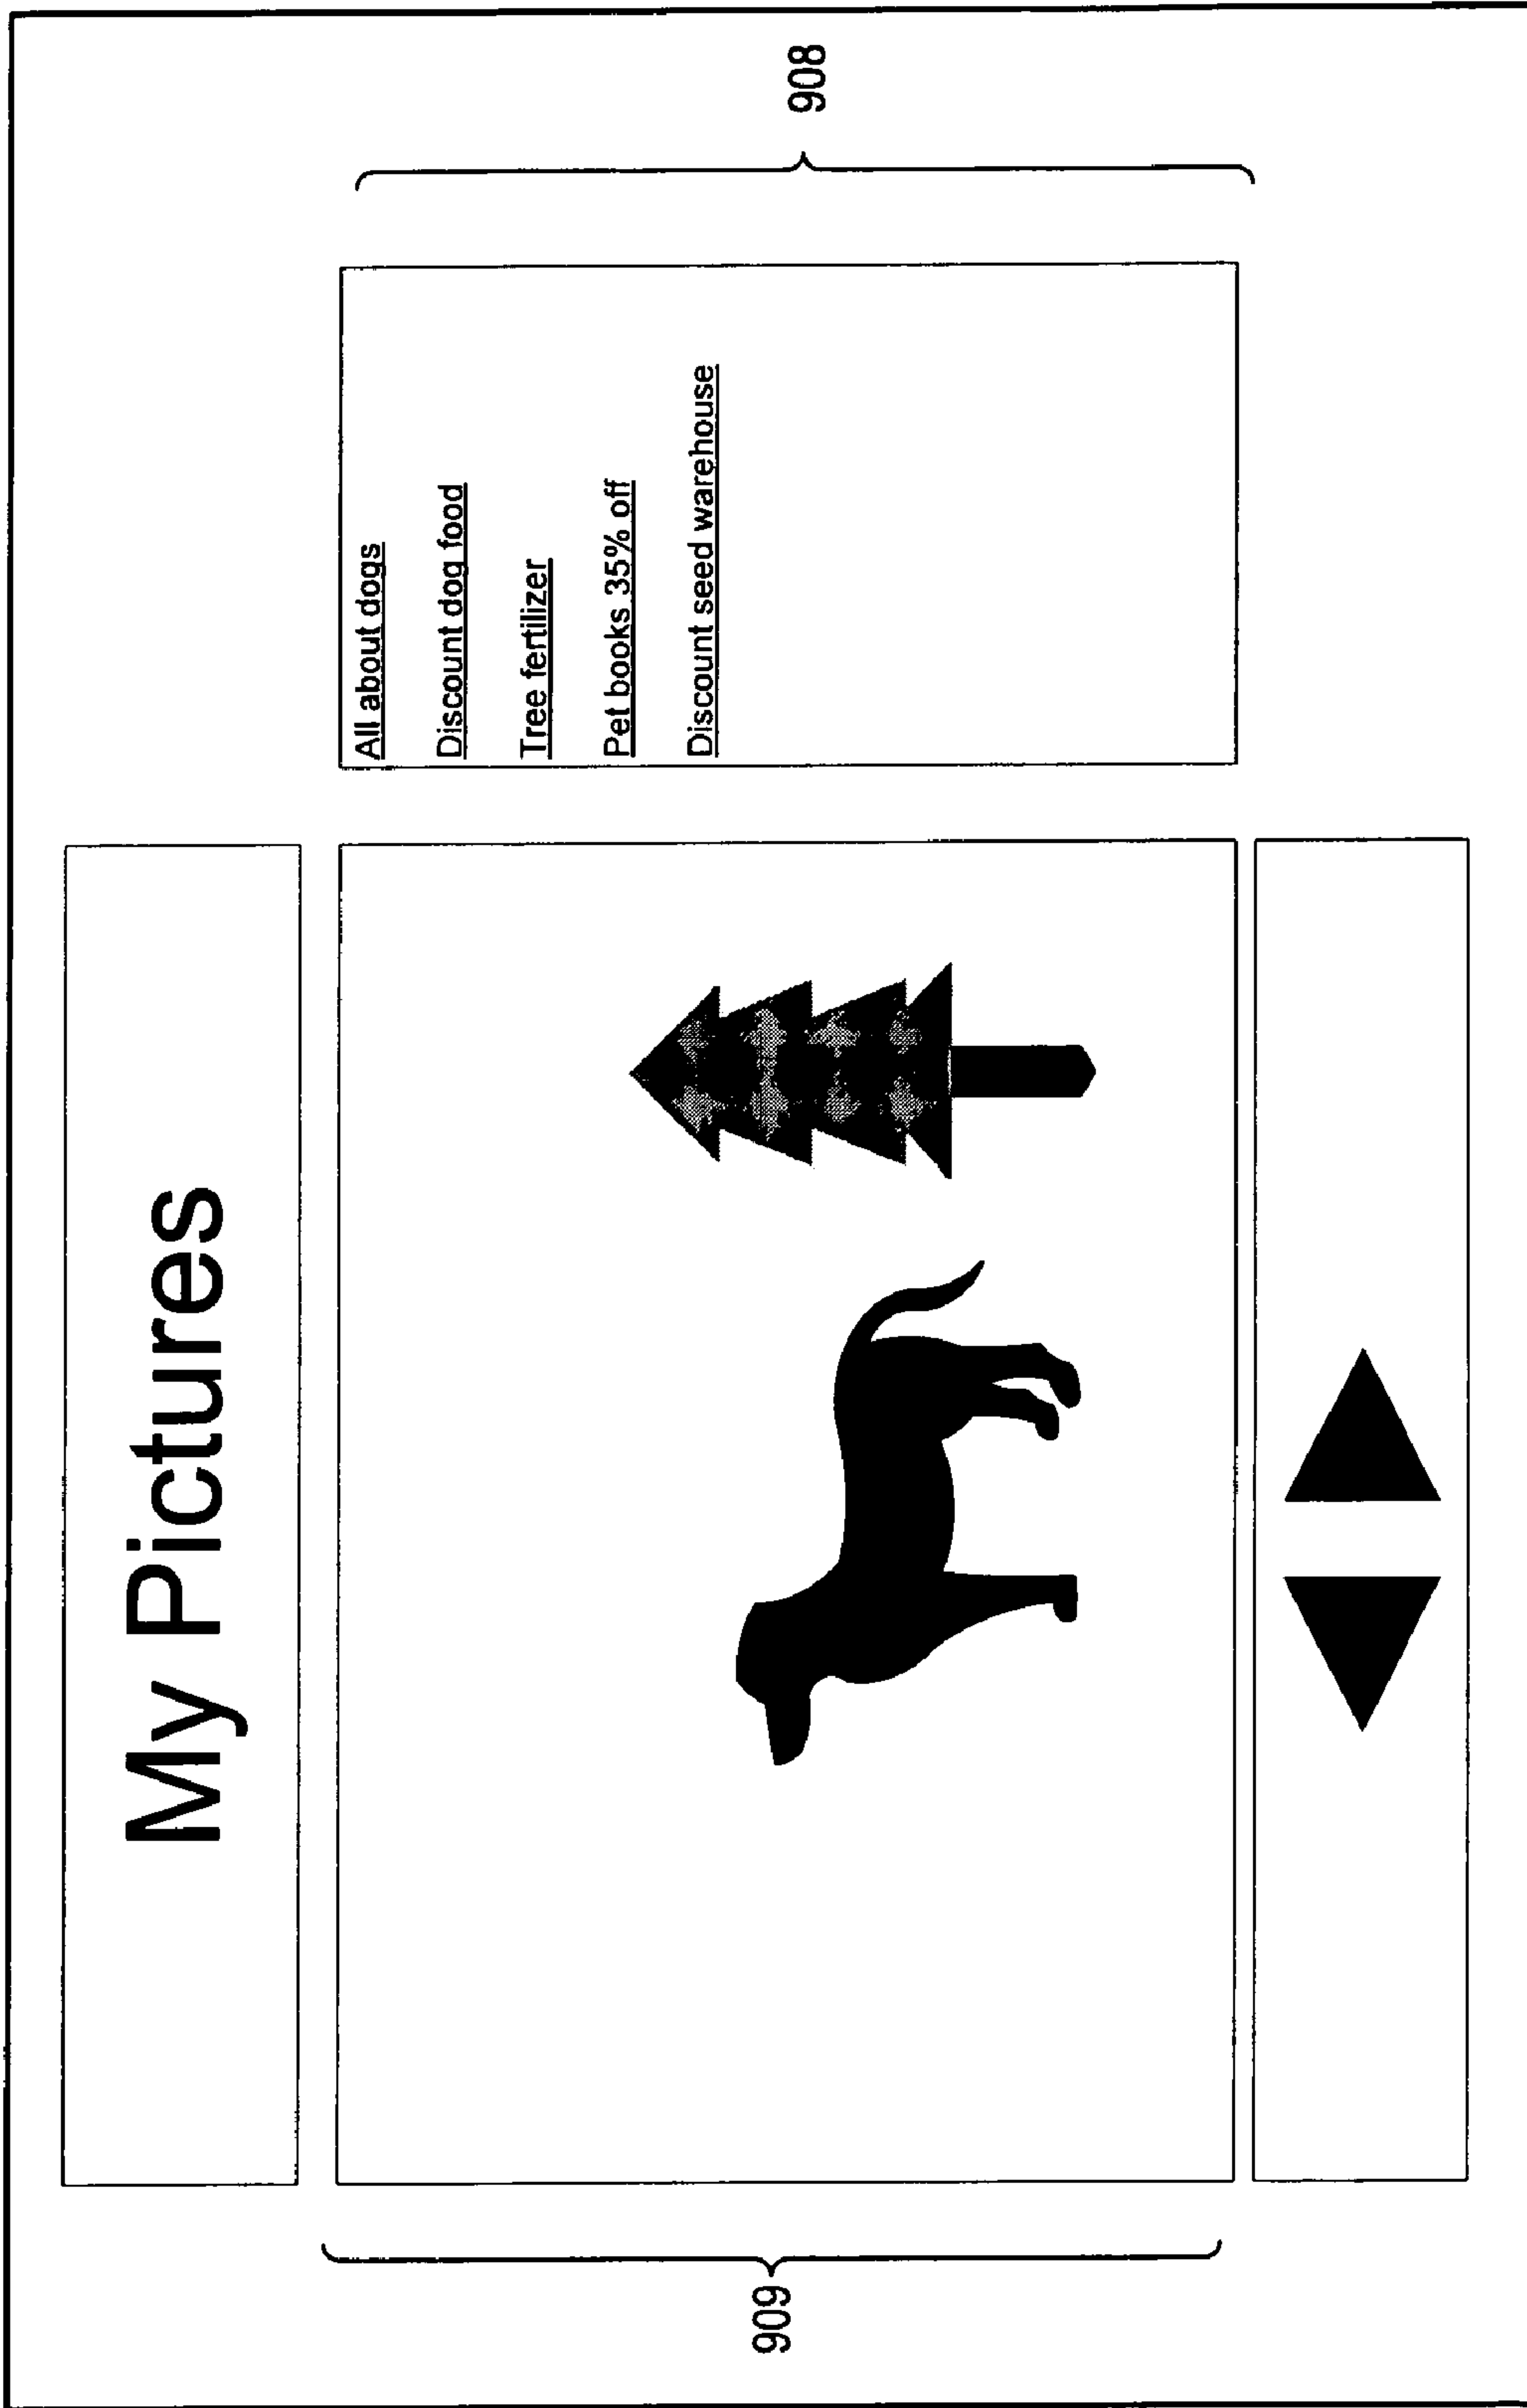 My Pictures
909
All about dogs
Discount dog food
Tree fertilizer
Pet books 35% off
Discount seed warehouse
908